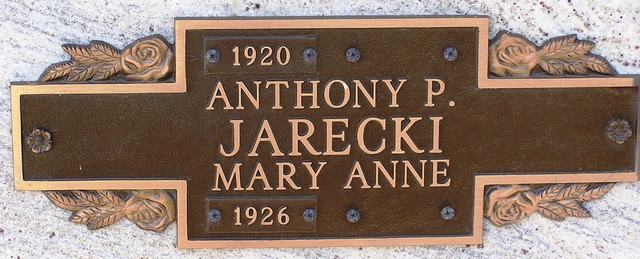 1920
ANTHONY P.
JARECKI
MARY ANNE
1926